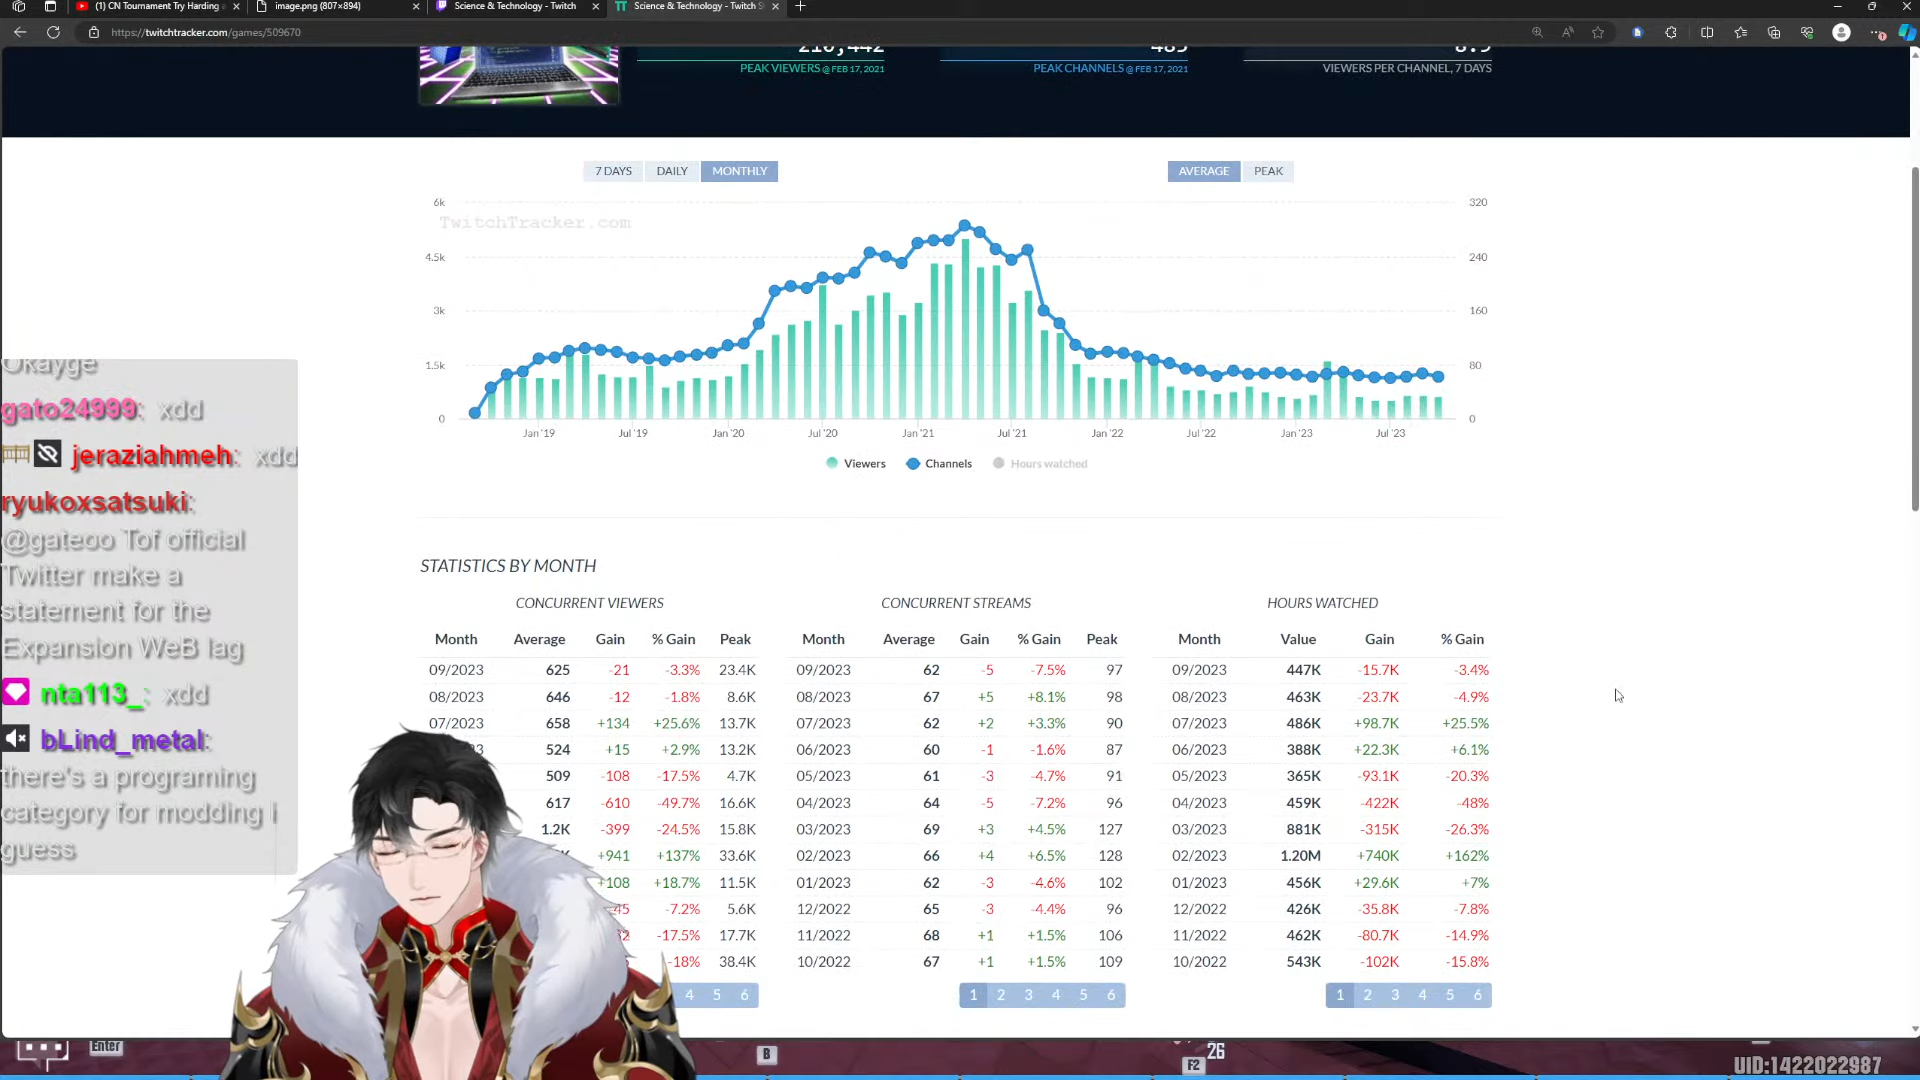 (1) CN Tournament Try Harding
image.png (807×894)
Science & Technology - Twitch
Science & Technology - Twitch S
https://twitchtracker.com/games/509670
210,442
485
8.9
PEAK VIEWERS @ FEB 17, 2021
PEAK CHANNELS @ FEB 17, 2021
VIEWERS PER CHANNEL, 7 DAYS
7 DAYS DAILY MONTHLY
AVERAGE PEAK
TwitchTracker.com
6k 320
4.5k 240
3k 160
1.5k 80
0 0
Jan '19 Jul '19 Jan '20 Jul '20 Jan '21 Jul '21 Jan '22 Jul '22 Jan '23 Jul '23
Viewers Channels Hours watched
STATISTICS BY MONTH
CONCURRENT VIEWERS
Month Average Gain % Gain Peak
09/2023 625 -21 -3.3% 23.4K
08/2023 646 -12 -1.8% 8.6K
07/2023 658 +134 +25.6% 13.7K
3 524 +15 +2.9% 13.2K
509 -108 -17.5% 4.7K
617 -610 -49.7% 16.6K
1.2K -399 -24.5% 15.8K
K +941 +137% 33.6K
+108 +18.7% 11.5K
45 -7.2% 5.6K
2 -17.5% 17.7K
-18% 38.4K
4 5 6
CONCURRENT STREAMS
Month Average Gain % Gain Peak
09/2023 62 -5 -7.5% 97
08/2023 67 +5 +8.1% 98
07/2023 62 +2 +3.3% 90
06/2023 60 -1 -1.6% 87
05/2023 61 -3 -4.7% 91
04/2023 64 -5 -7.2% 96
03/2023 69 +3 +4.5% 127
02/2023 66 +4 +6.5% 128
01/2023 62 -3 -4.6% 102
12/2022 65 -3 -4.4% 96
11/2022 68 +1 +1.5% 106
10/2022 67 +1 +1.5% 109
1 2 3 4 5 6
HOURS WATCHED
Month Value Gain % Gain
09/2023 447K -15.7K -3.4%
08/2023 463K -23.7K -4.9%
07/2023 486K +98.7K +25.5%
06/2023 388K +22.3K +6.1%
05/2023 365K -93.1K -20.3%
04/2023 459K -422K -48%
03/2023 881K -315K -26.3%
02/2023 1.20M +740K +162%
01/2023 456K +29.6K +7%
12/2022 426K -35.8K -7.8%
11/2022 462K -80.7K -14.9%
10/2022 543K -102K -15.8%
1 2 3 4 5 6
Okayge
gato24999: xdd
jeraziahmeh: xdd
ryukoxsatsuki:
@gateoo Tof official
Twitter make a
statement for the
Expansion WeB lag
nta113_: xdd
bLind_metal:
there's a programing
category for modding I
guess
Enter
B
F2
26
UID:1422022987